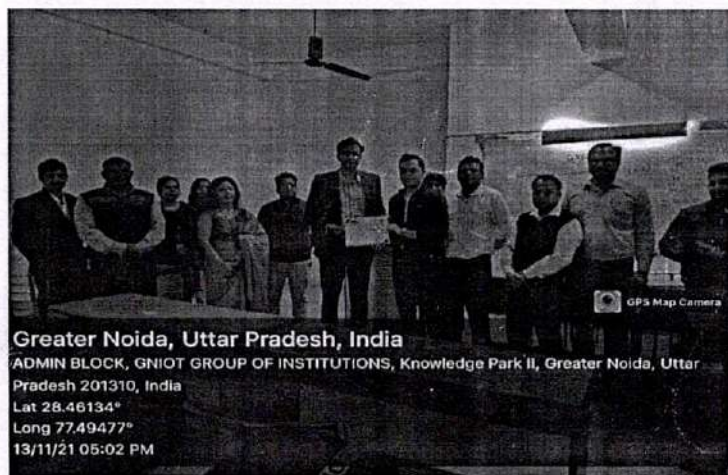 GPS Map Camera
Greater Noida, Uttar Pradesh, India
ADMIN BLOCK, GNIOT GROUP OF INSTITUTIONS, Knowledge Park II, Greater Noida, Uttar
Pradesh 201310, India
Lat 28.46134°
Long 77.49477°
13/11/21 05:02 PM